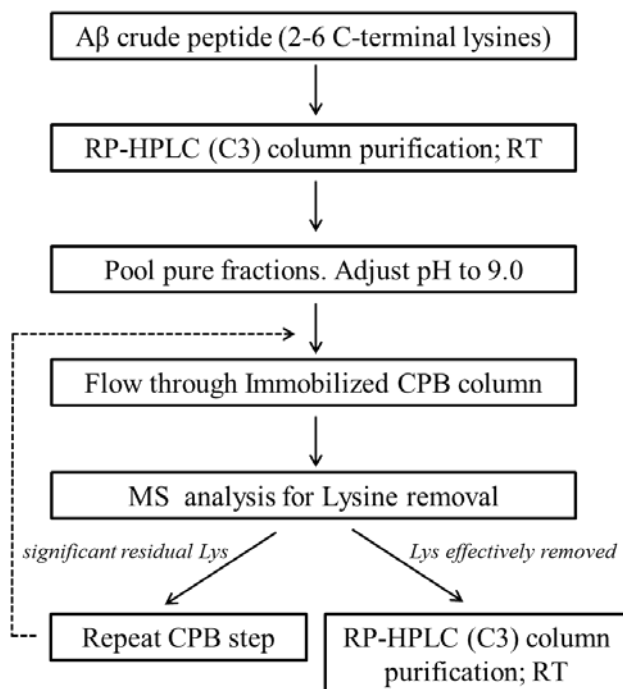 Aβ crude peptide (2-6 C-terminal lysines)
RP-HPLC (C3) column purification; RT
Pool pure fractions. Adjust pH to 9.0
Flow through Immobilized CPB column
MS analysis for Lysine removal
significant residual Lys
Lys effectively removed
Repeat CPB step
RP-HPLC (C3) column
purification; RT